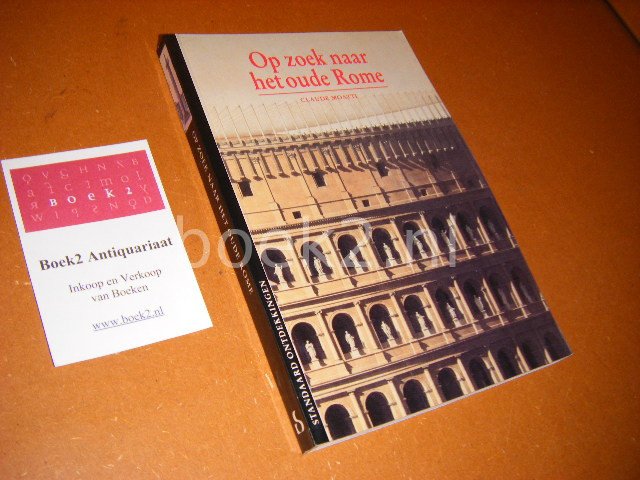 Op zoek naar
het oude Rome
CLAUDE MOATTI
STANDAARD ONTDEKKINGEN
OP ZOEK NAAR HET OUDE ROME
BOEK2
Boek2 Antiquariaat
Inkoop en Verkoop
van Boeken
www.boek2.nl
boek2.nl